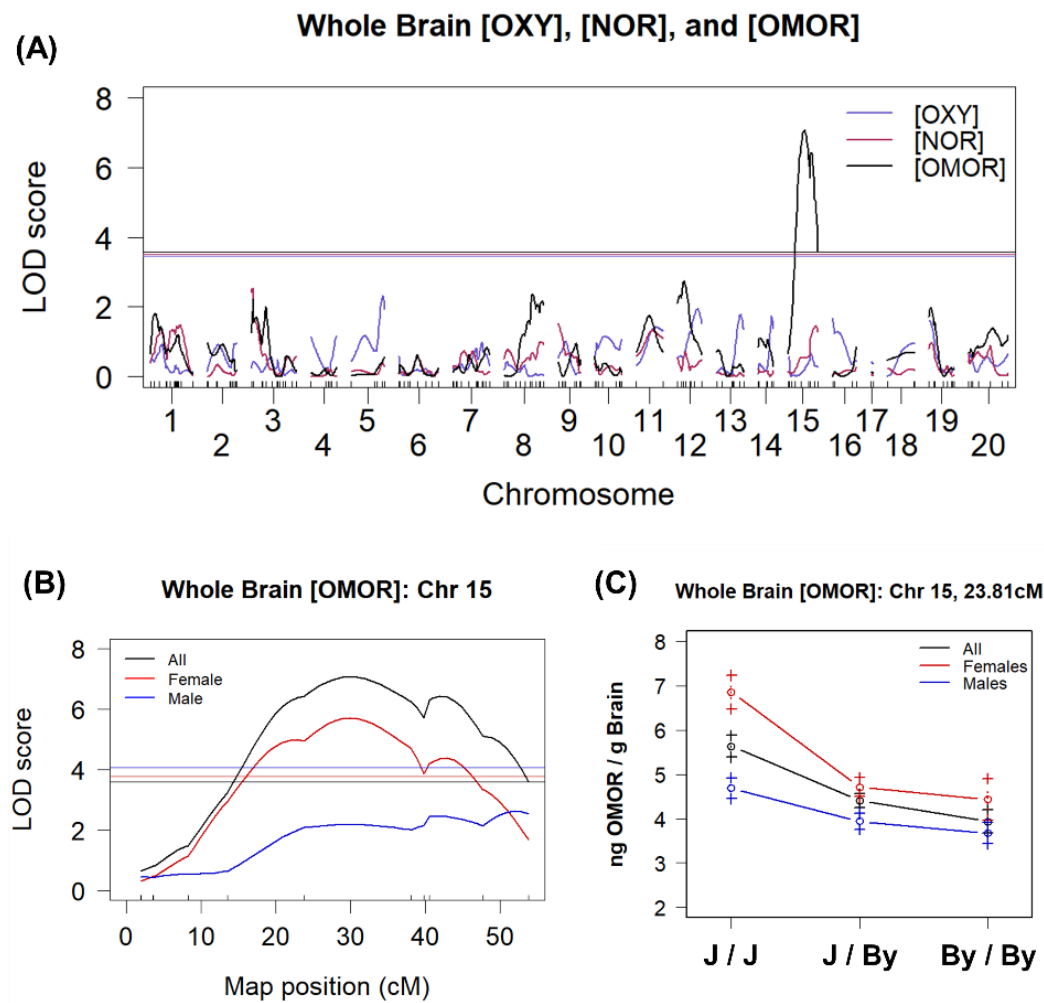 Whole Brain [OXY], [NOR], and [OMOR]
(A)
LOD score
8
6
4
2
0
[OXY]
[NOR]
[OMOR]
1 3 5 7 9 11 13 15 17 19
2 4 6 8 10 12 14 16 18 20
Chromosome
(B)
Whole Brain [OMOR]: Chr 15
LOD score
8
6
4
2
0
All
Female
Male
0 10 20 30 40 50
Map position (cM)
(C)
Whole Brain [OMOR]: Chr 15, 23.81cM
ng OMOR / g Brain
8
7
6
5
4
3
2
All
Females
Males
J / J J / By By / By